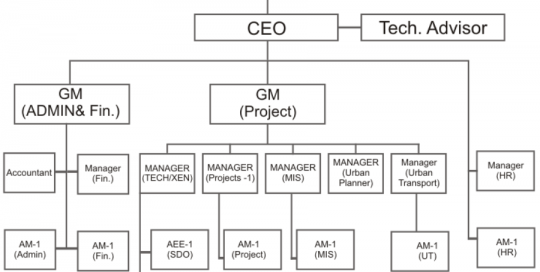 CEO
Tech. Advisor
GM
(ADMIN& Fin.)
GM
(Project)
Accountant
Manager
(Fin.)
MANAGER
(TECH/XEN)
MANAGER
(Projects -1)
MANAGER
(MIS)
MANAGER
(Urban
Planner)
Manager
(Urban
Transport)
Manager
(HR)
AM-1
(Admin)
AM-1
(Fin.)
AEE-1
(SDO)
AM-1
(Project)
AM-1
(MIS)
AM-1
(UT)
AM-1
(HR)